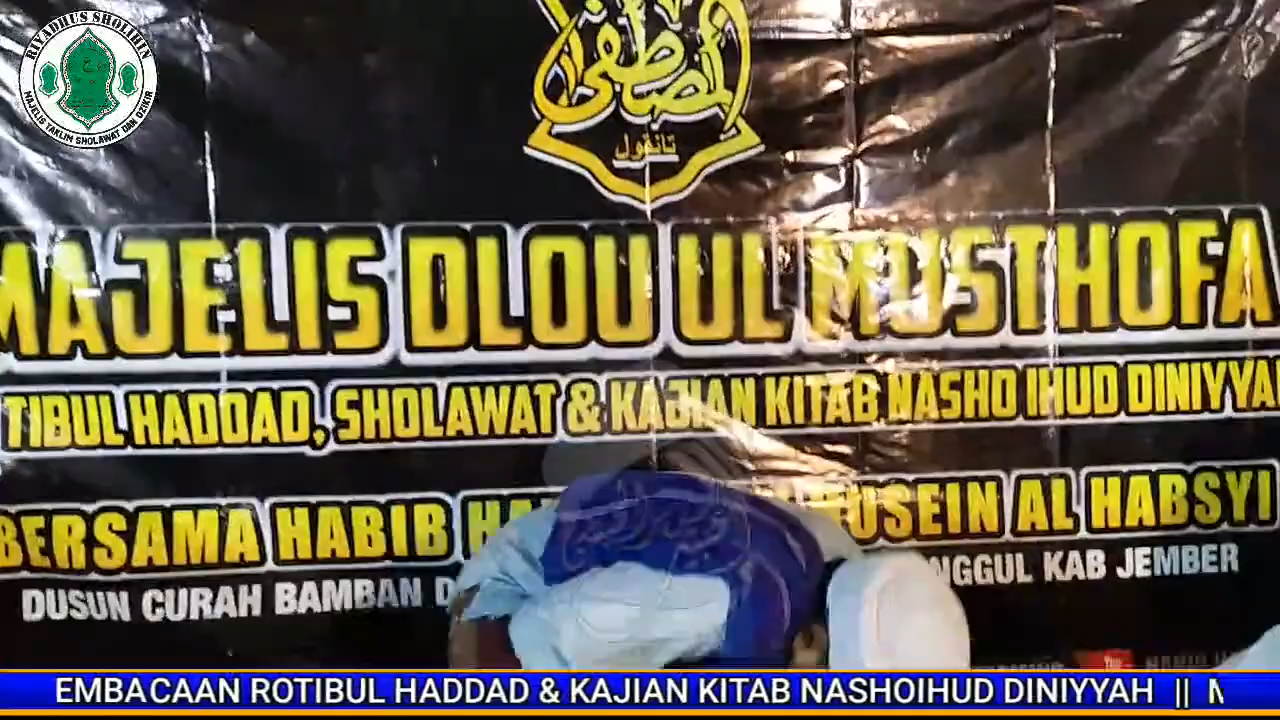 RIYADHUS SHOLIHIN
MAJELIS TAKLIM SHOLAWAT DAN DZIKIR
المصطفى
تانقول
MAJELIS DLOU UL MUSTHOFA
TIBUL HADDAD, SHOLAWAT & KAJIAN KITAB NASHO IHUD DINIYYAH
BERSAMA HABIB HUSEIN AL HABSYI
DUSUN CURAH BAMBAN NGGUL KAB JEMBER
EMBACAAN ROTIBUL HADDAD & KAJIAN KITAB NASHOIHUD DINIYYAH ||